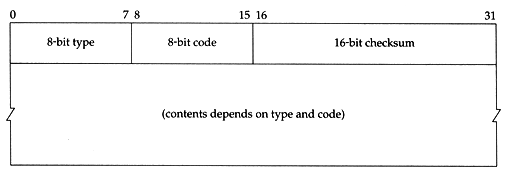 0 7 8 15 16 31
8-bit type 8-bit code 16-bit checksum
(contents depends on type and code)